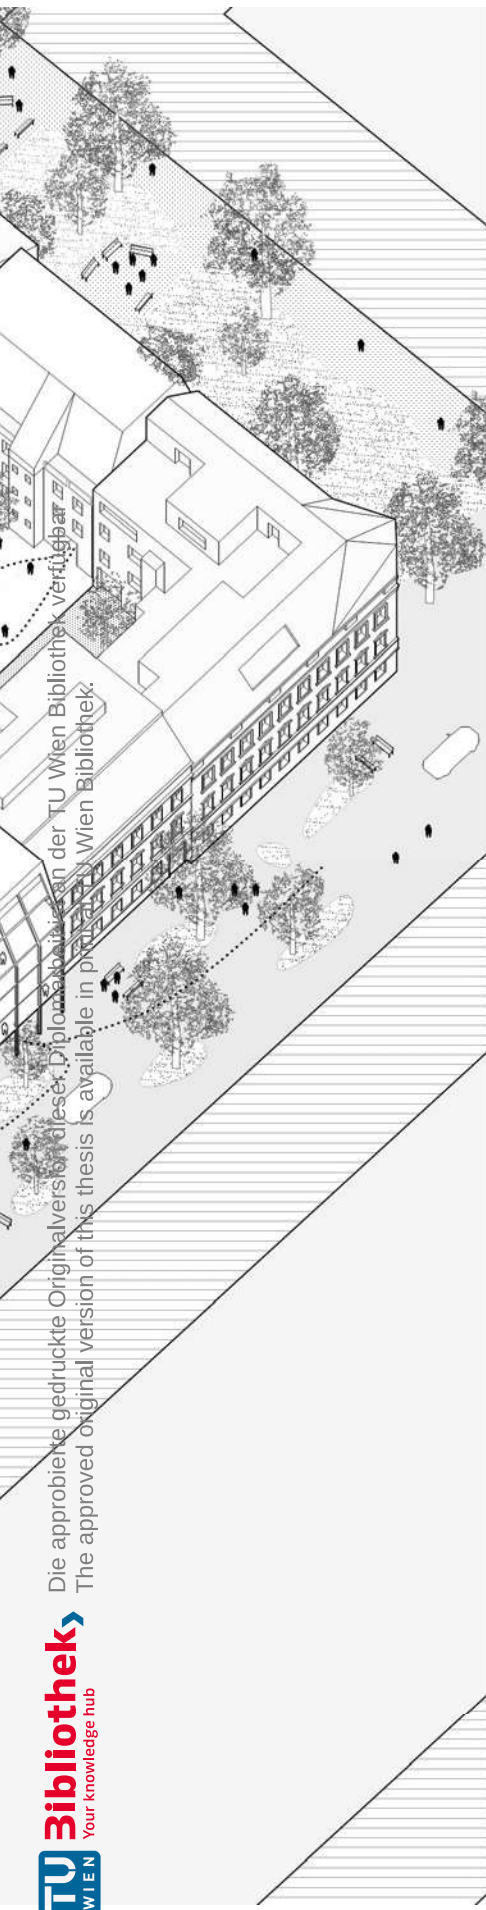 Die approbierte gedruckte Originalversion dieser Diplomarbeit ist an der TU Wien Bibliothek verfügbar
The approved original version of this thesis is available in print at TU Wien Bibliothek.
TU Bibliothek
WIEN Your knowledge hub